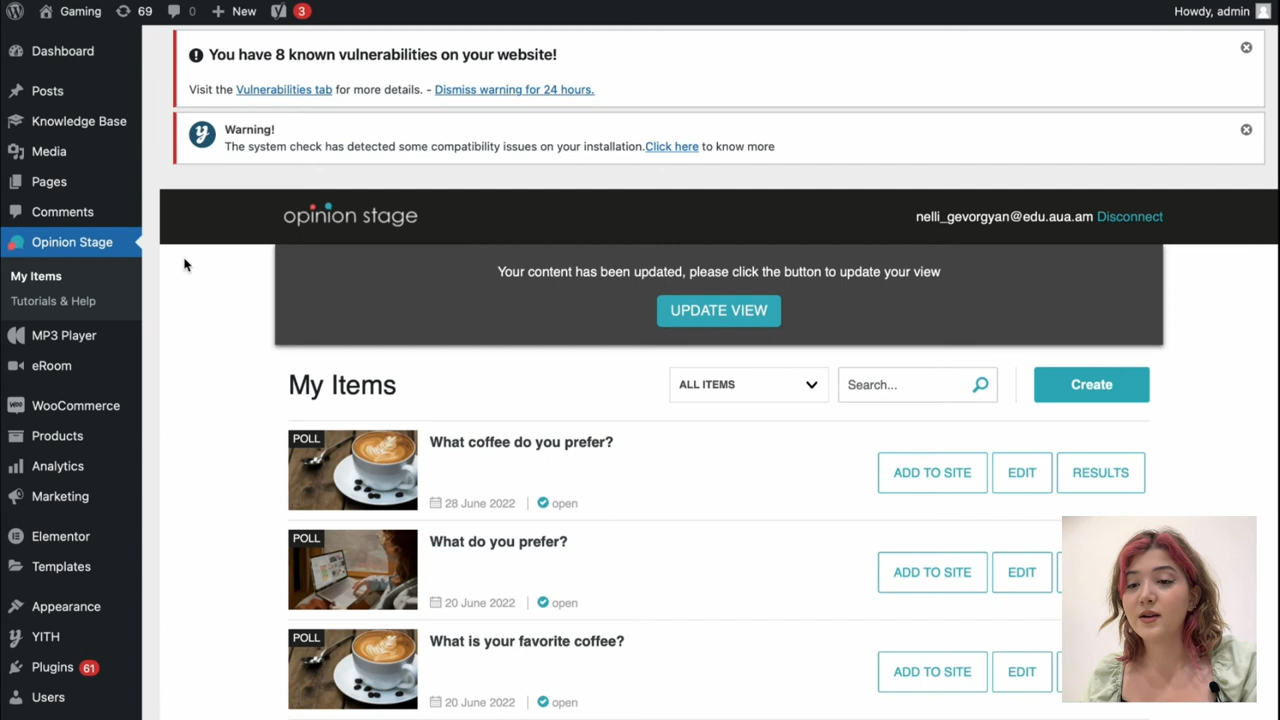 Gaming 69 0 New 3 Howdy, admin
Dashboard
Posts
Knowledge Base
Media
Pages
Comments
Opinion Stage
My Items
Tutorials & Help
MP3 Player
eRoom
WooCommerce
Products
Analytics
Marketing
Elementor
Templates
Appearance
YITH
Plugins 61
Users
You have 8 known vulnerabilities on your website!
Visit the Vulnerabilities tab for more details. - Dismiss warning for 24 hours.
Warning!
The system check has detected some compatibility issues on your installation.Click here to know more
opinion stage nelli_gevorgyan@edu.aua.am Disconnect
Your content has been updated, please click the button to update your view
UPDATE VIEW
My Items ALL ITEMS Search... Create
POLL What coffee do you prefer?
ADD TO SITE EDIT RESULTS
28 June 2022 | open
POLL What do you prefer?
ADD TO SITE EDIT
20 June 2022 | open
POLL What is your favorite coffee?
ADD TO SITE EDIT
20 June 2022 | open